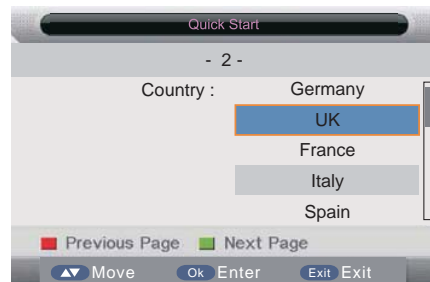 Quick Start
- 2 -
Country : Germany
UK
France
Italy
Spain
Previous Page Next Page
Move Ok Enter Exit Exit